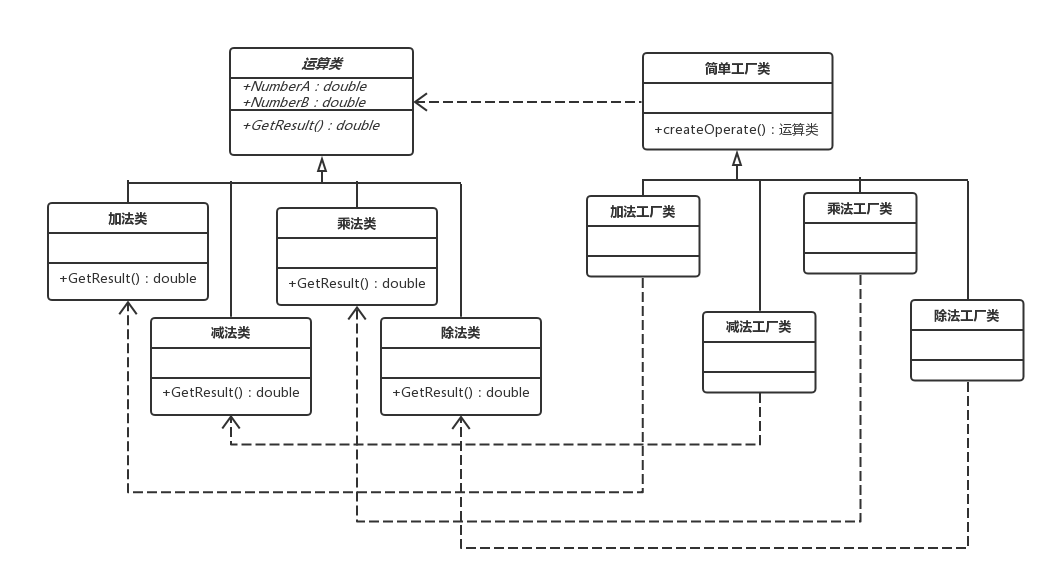 运算类
+NumberA : double
+NumberB : double
+GetResult() : double
简单工厂类
+createOperate() : 运算类
加法类
+GetResult() : double
乘法类
+GetResult() : double
减法类
+GetResult() : double
除法类
+GetResult() : double
加法工厂类
乘法工厂类
减法工厂类
除法工厂类